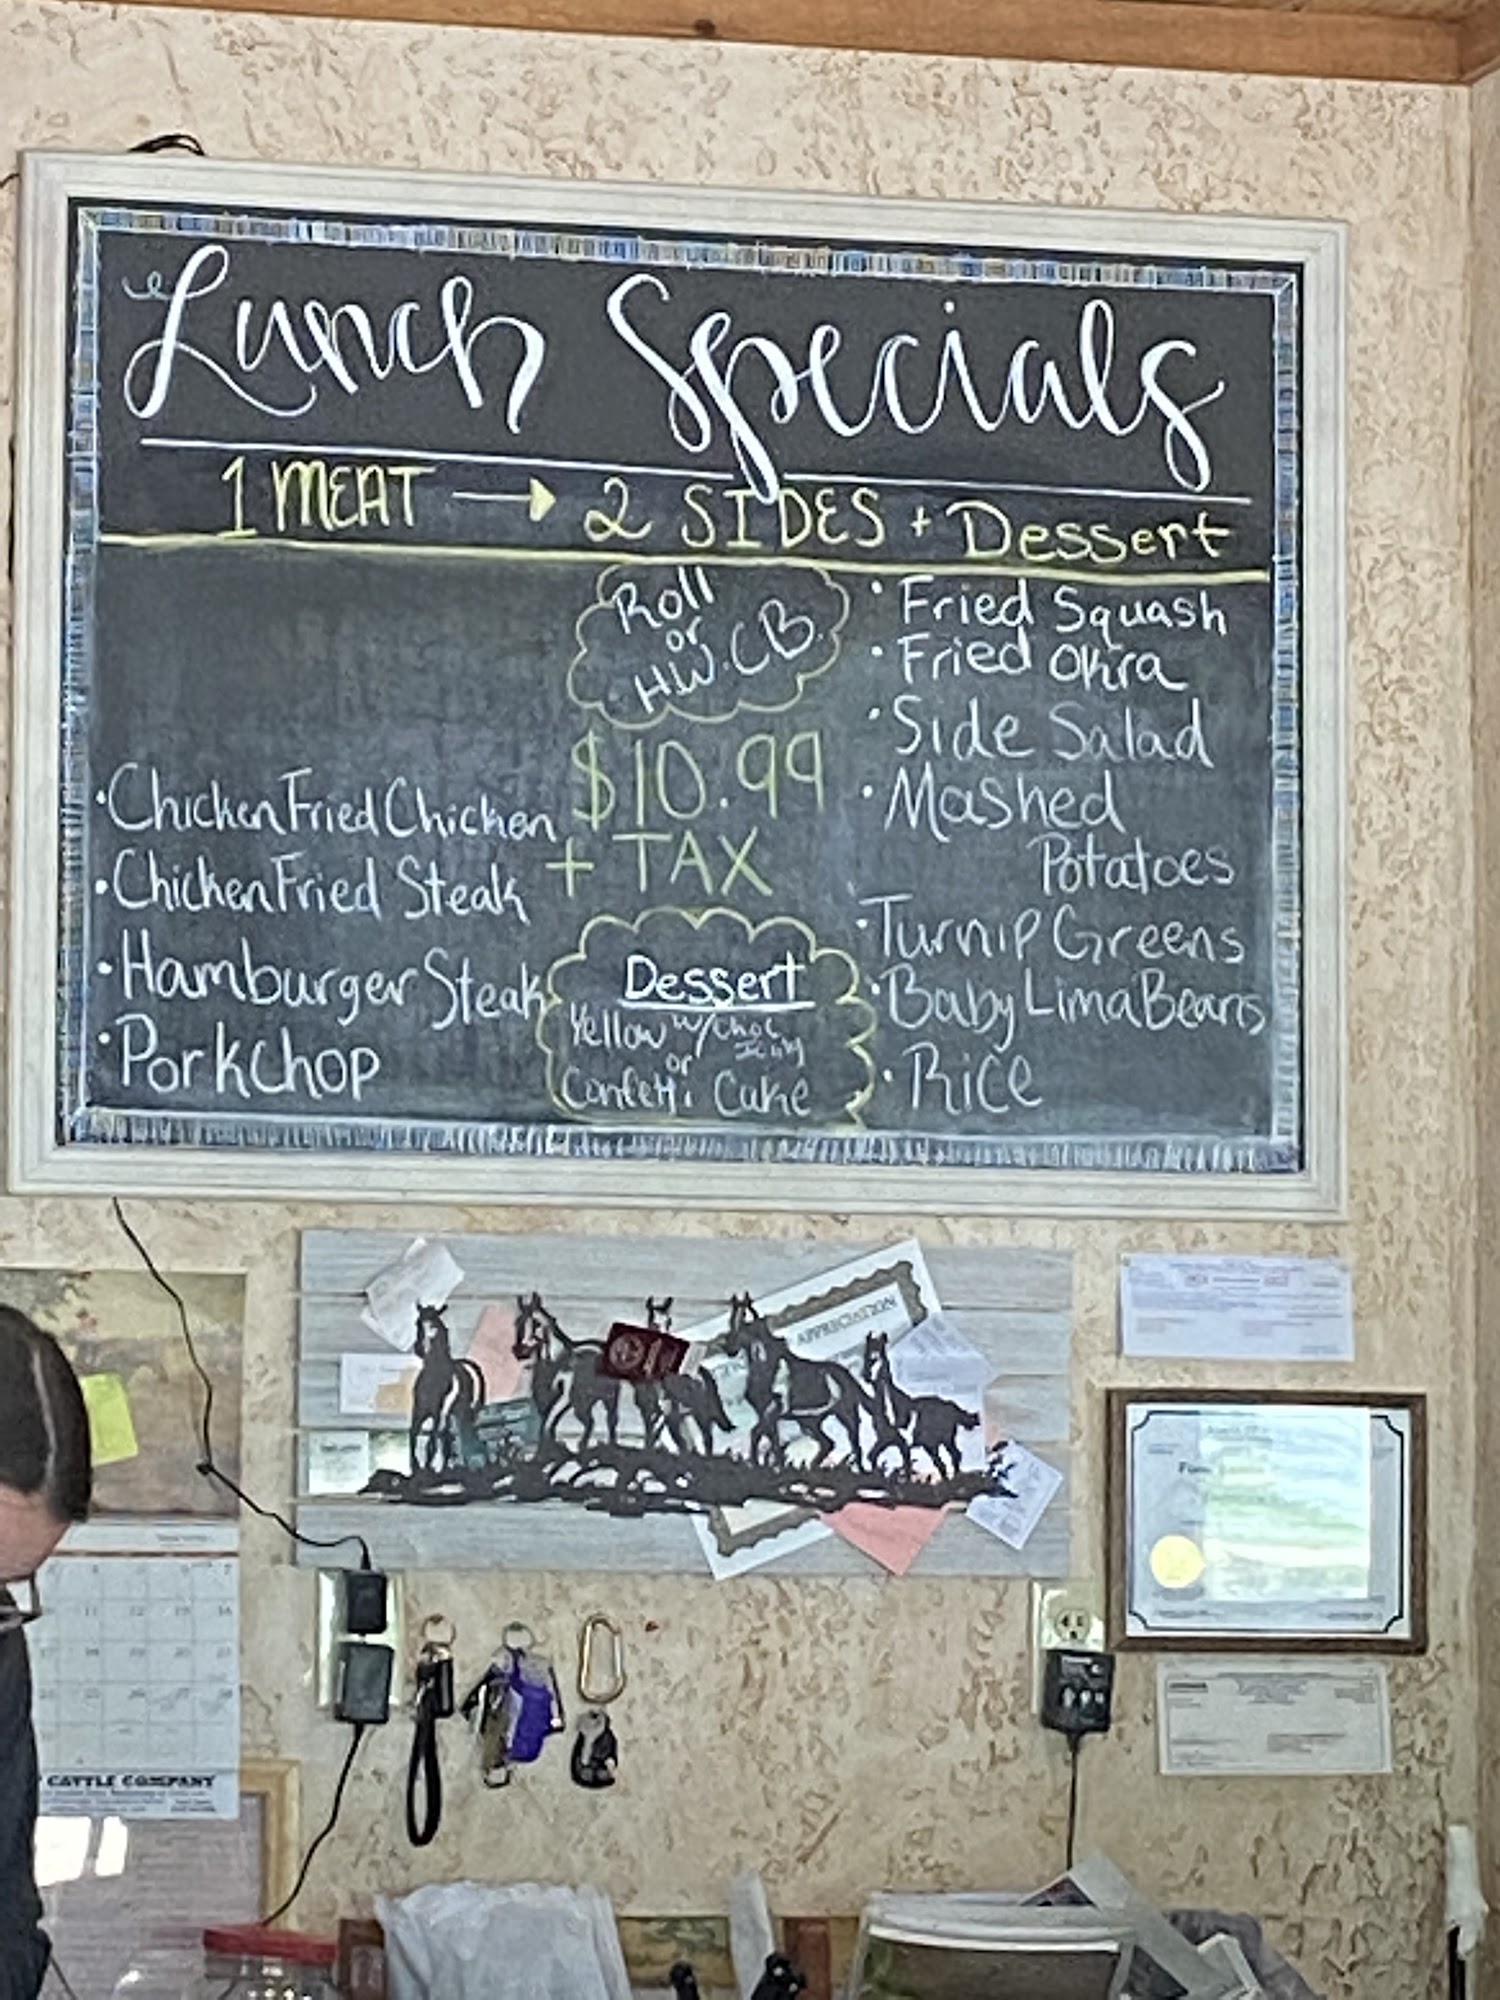 Lunch Specials
1 MEAT → 2 SIDES + Dessert
Roll
or
H.W. C.B.
$10.99
+ TAX
• Chicken Fried Chicken
• Chicken Fried Steak
• Hamburger Steak
• Pork Chop
Dessert
Yellow w/ Choc
Icing
or
Confetti Cake
• Fried Squash
• Fried Okra
• Side Salad
• Mashed
Potatoes
• Turnip Greens
• Baby Lima Beans
• Rice
APPRECIATION
CATTLE COMPANY